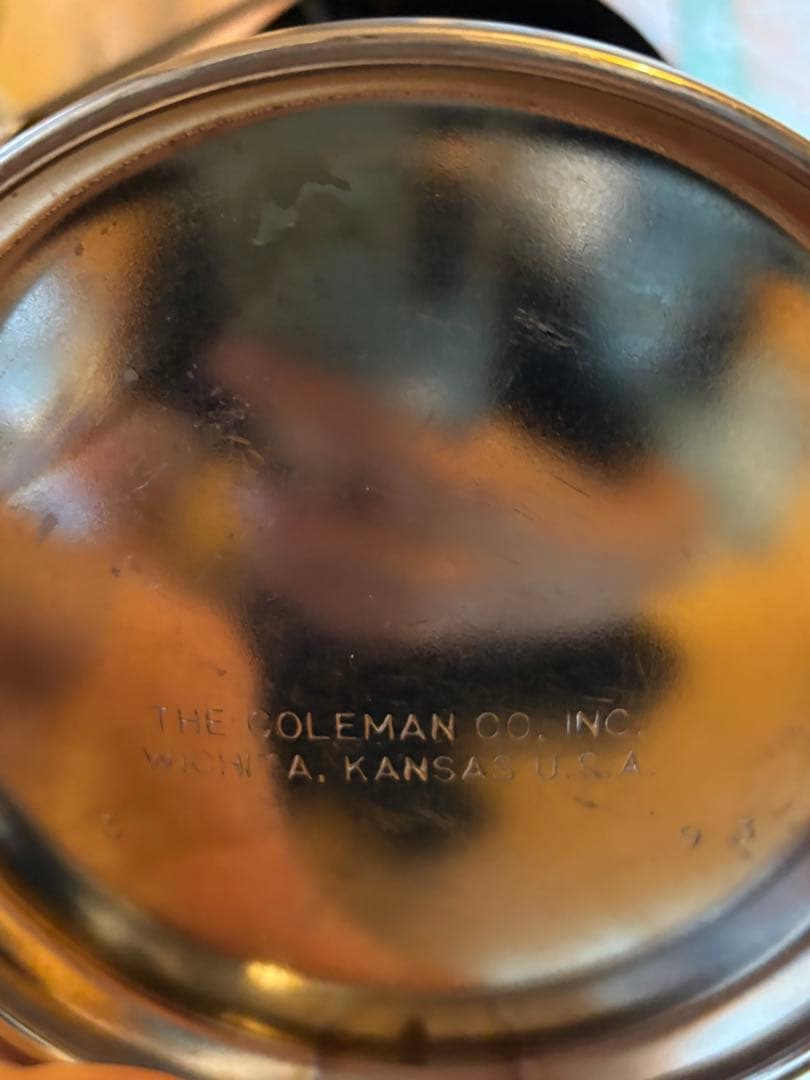 THE COLEMAN CO. INC.
WICHITA, KANSAS U.S.A.